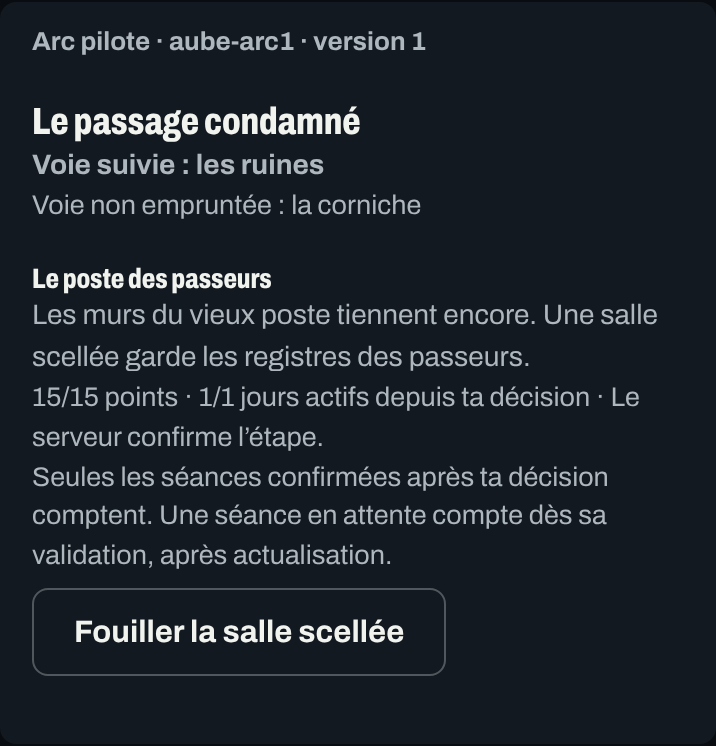 Arc pilote · aube-arc1 · version 1
Le passage condamné
Voie suivie : les ruines
Voie non empruntée : la corniche
Le poste des passeurs
Les murs du vieux poste tiennent encore. Une salle
scellée garde les registres des passeurs.
15/15 points · 1/1 jours actifs depuis ta décision · Le
serveur confirme l’étape.
Seules les séances confirmées après ta décision
comptent. Une séance en attente compte dès sa
validation, après actualisation.
Fouiller la salle scellée